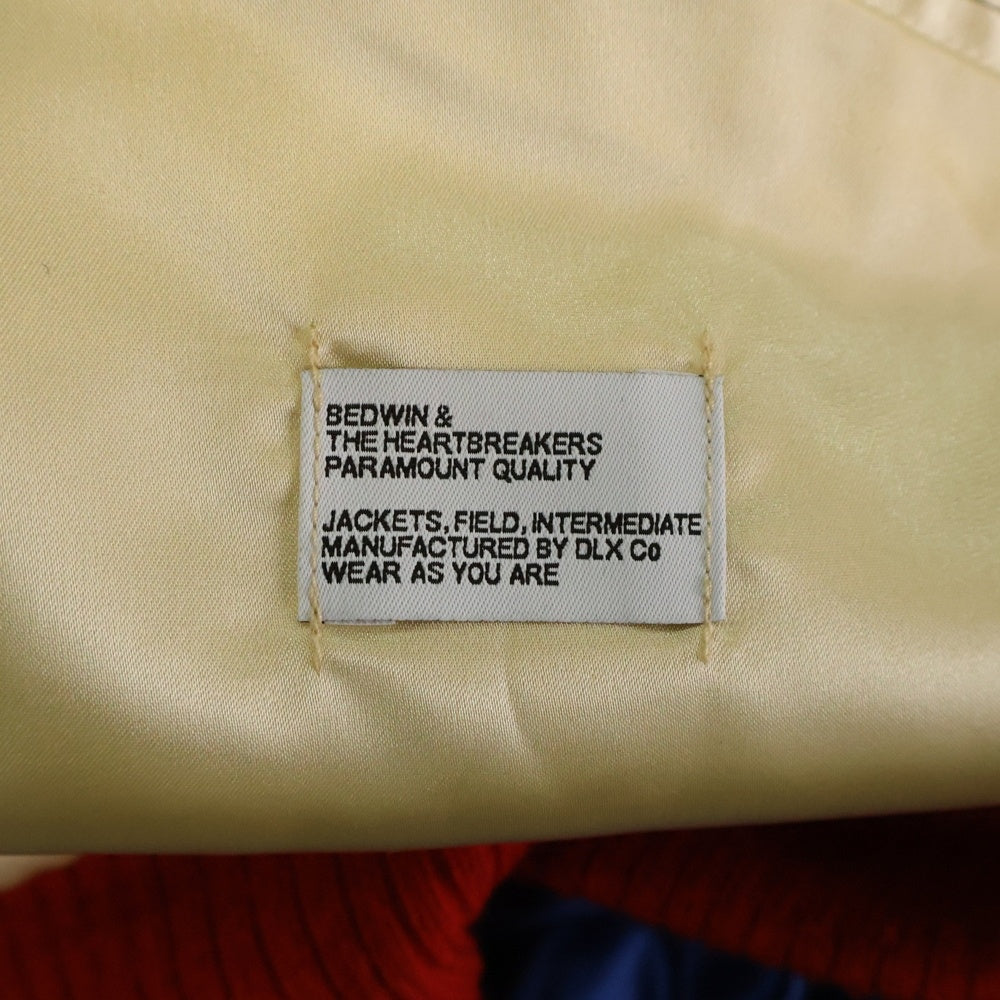 BEDWIN &
THE HEARTBREAKERS
PARAMOUNT QUALITY
JACKETS, FIELD, INTERMEDIATE
MANUFACTURED BY DLX Co
WEAR AS YOU ARE